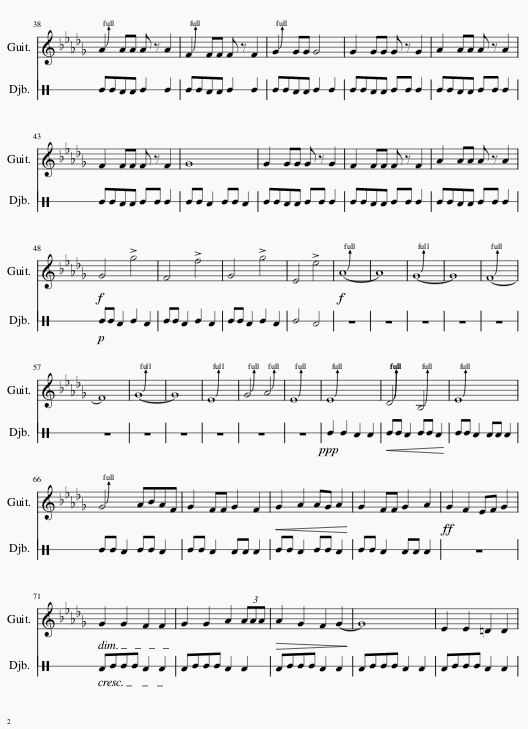 38 full full full
Guit.
Djb.
43
Guit.
Djb.
48 full full full
Guit.
f f
Djb.
p
57 full full full full full full full full
Guit.
Djb.
ppp
66 full
Guit.
ff
Djb.
71 3
Guit.
dim.
Djb.
cresc.
2